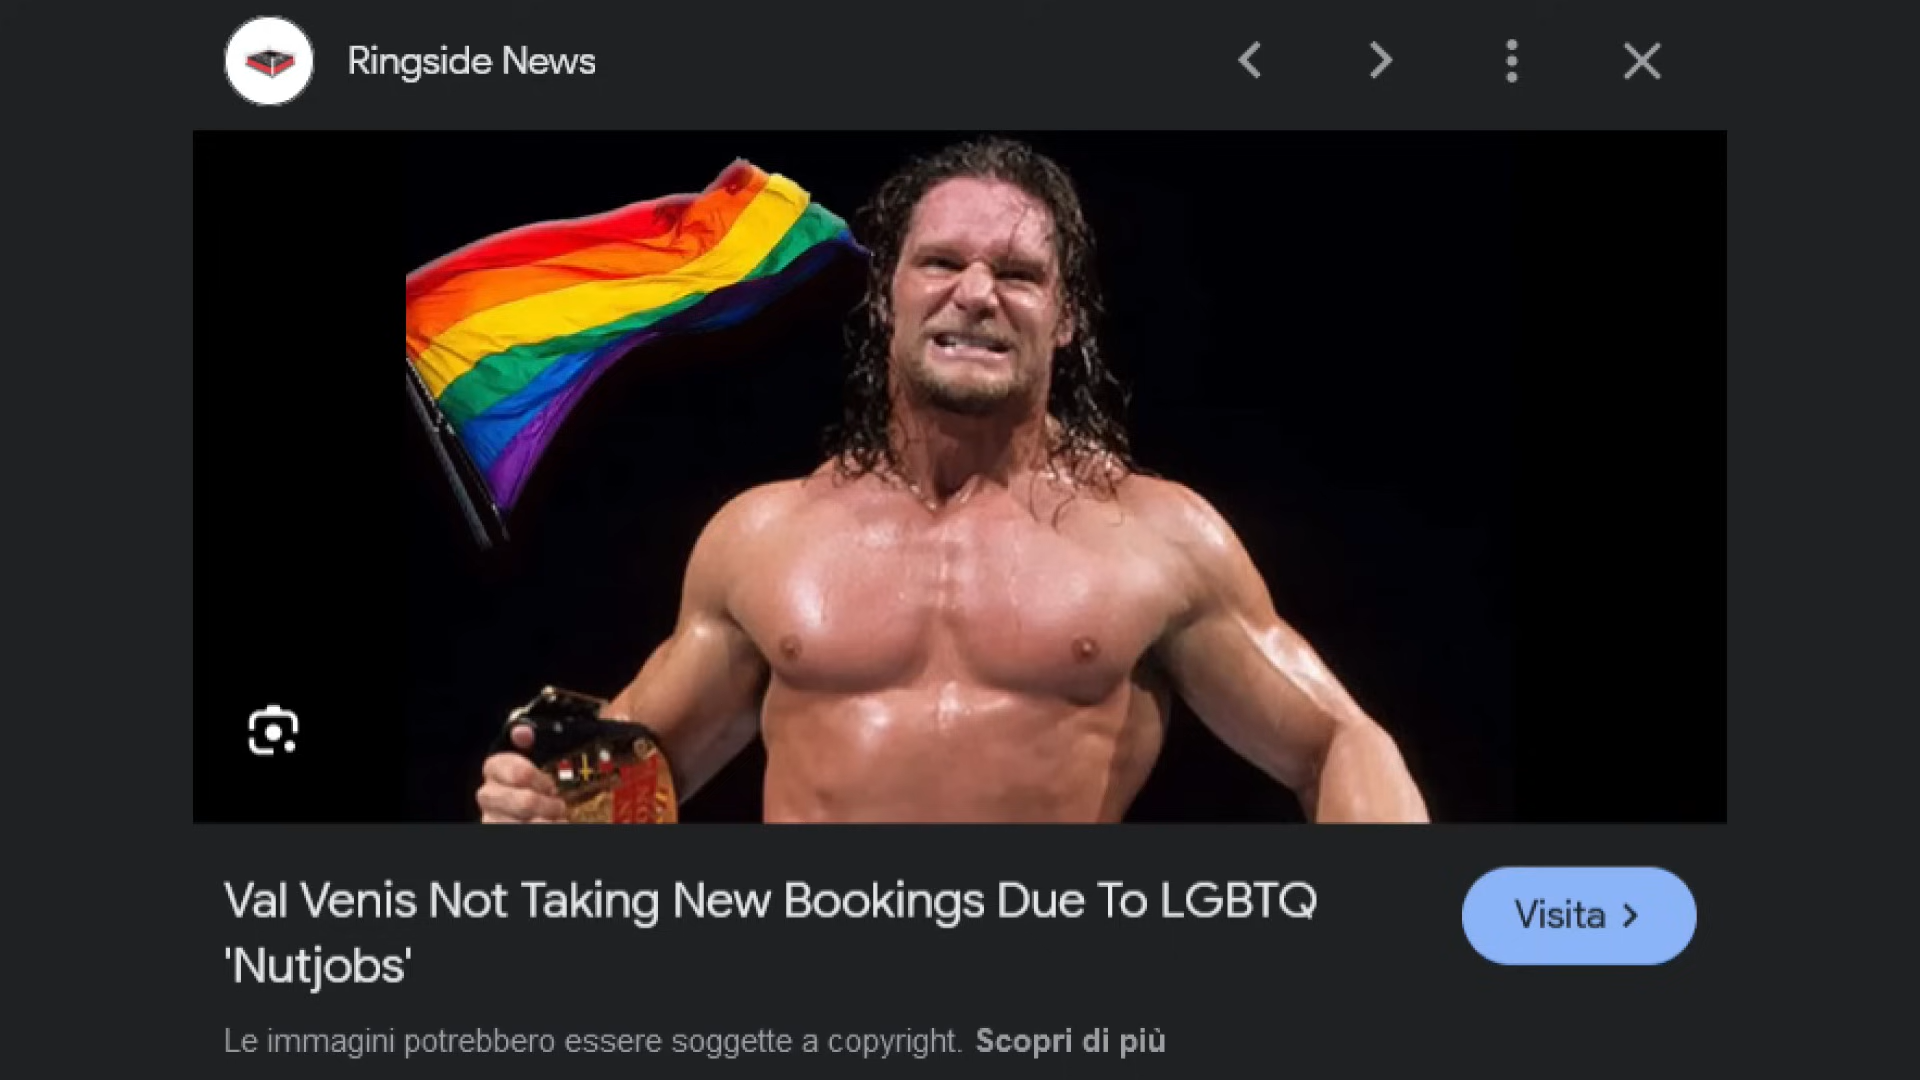 Ringside News
Val Venis Not Taking New Bookings Due To LGBTQ
'Nutjobs'
Visita
Le immagini potrebbero essere soggette a copyright. Scopri di più